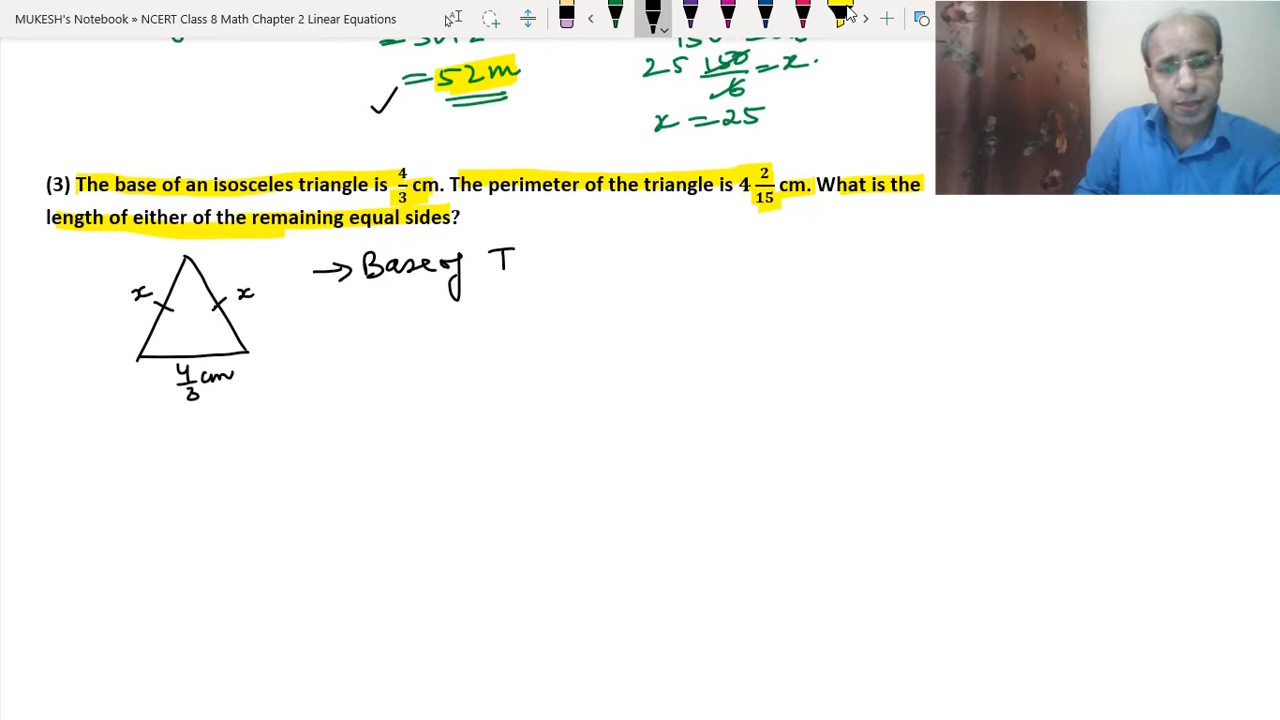 MUKESH's Notebook » NCERT Class 8 Math Chapter 2 Linear Equations
= 52m
25 150/6 = x.
x = 25
(3) The base of an isosceles triangle is 4/3 cm. The perimeter of the triangle is 4 2/15 cm. What is the
length of either of the remaining equal sides?
→ Base of T
x x
4/3 cm